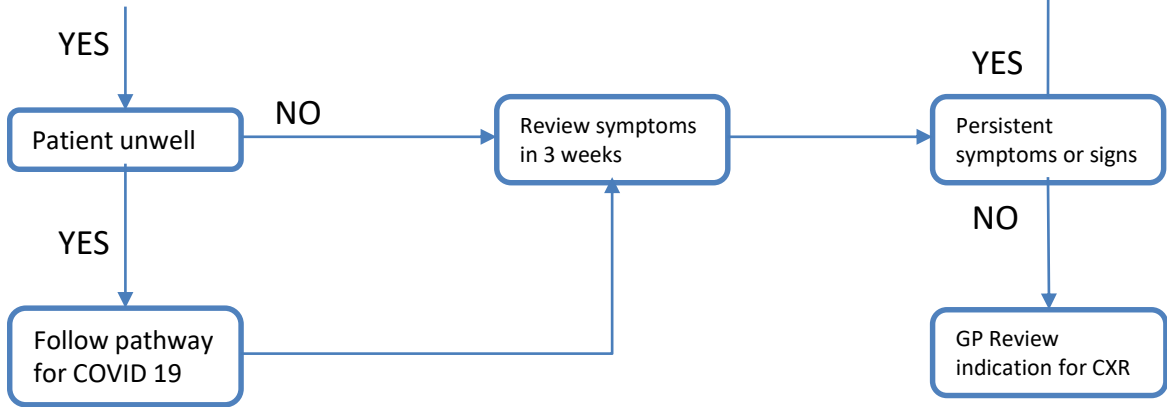 YES
Patient unwell
NO
Review symptoms
in 3 weeks
YES
Persistent
symptoms or signs
YES
Follow pathway
for COVID 19
NO
GP Review
indication for CXR